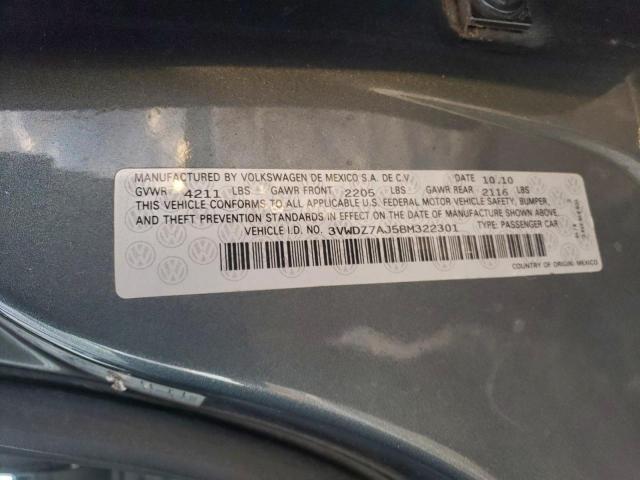 MANUFACTURED BY VOLKSWAGEN DE MEXICO S.A. DE C.V. DATE 10.10
GVWR 4211 LBS GAWR FRONT 2205 LBS GAWR REAR 2116 LBS
THIS VEHICLE CONFORMS TO ALL APPLICABLE U.S. FEDERAL MOTOR VEHICLE SAFETY, BUMPER,
AND THEFT PREVENTION STANDARDS IN EFFECT ON THE DATE OF MANUFACTURE SHOWN ABOVE.
VEHICLE I.D. NO. 3VWDZ7AJ5BM322301 TYPE: PASSENGER CAR
COUNTRY OF ORIGIN: MEXICO